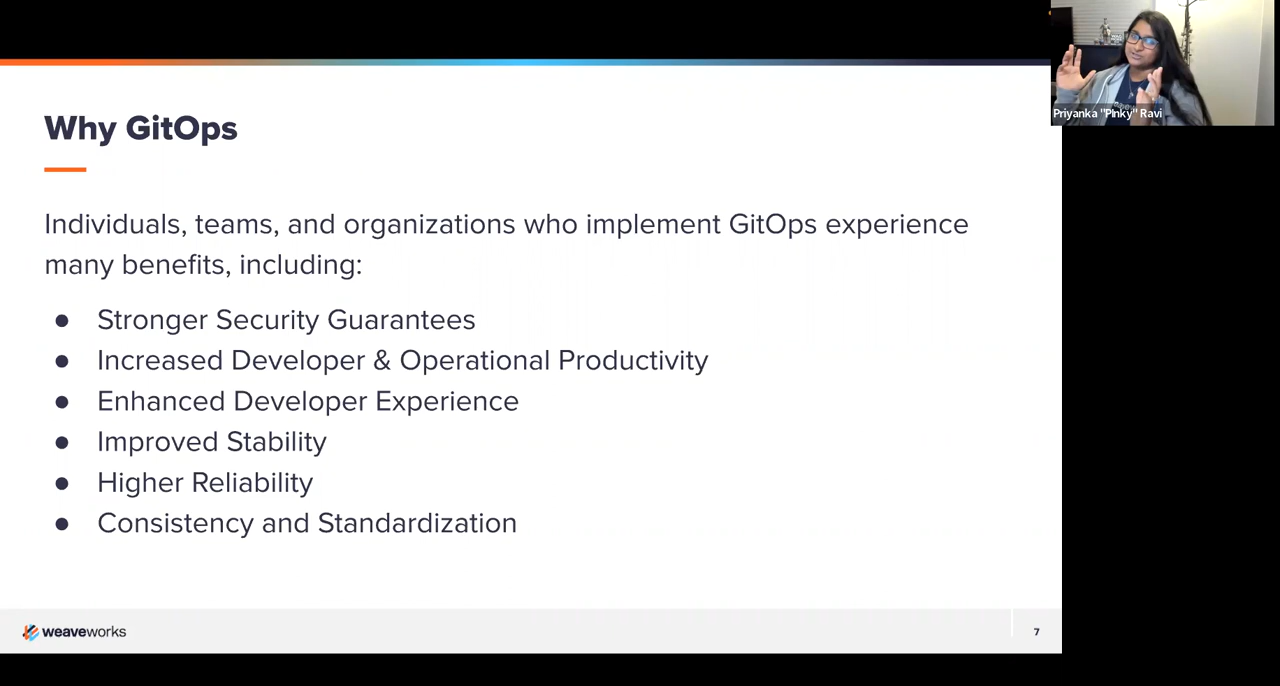 Priyanka "Pinky" Ravi
Why GitOps
Individuals, teams, and organizations who implement GitOps experience
many benefits, including:
● Stronger Security Guarantees
● Increased Developer & Operational Productivity
● Enhanced Developer Experience
● Improved Stability
● Higher Reliability
● Consistency and Standardization
weaveworks
7